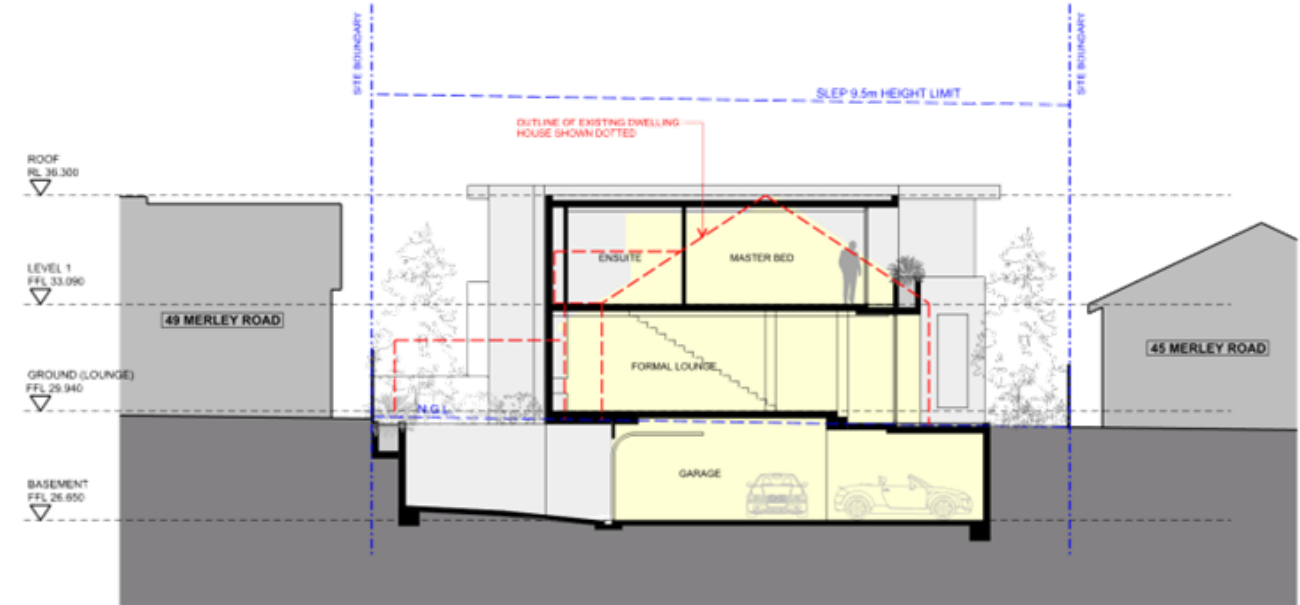 SITE BOUNDARY
SITE BOUNDARY
SLEP 9.5m HEIGHT LIMIT
OUTLINE OF EXISTING DWELLING
HOUSE SHOWN DOTTED
ROOF
RL 36.300
ENSUITE
MASTER BED
LEVEL 1
FFL 33.090
49 MERLEY ROAD
45 MERLEY ROAD
FORMAL LOUNGE
GROUND (LOUNGE)
FFL 29.940
N.G.L
GARAGE
BASEMENT
FFL 26.650